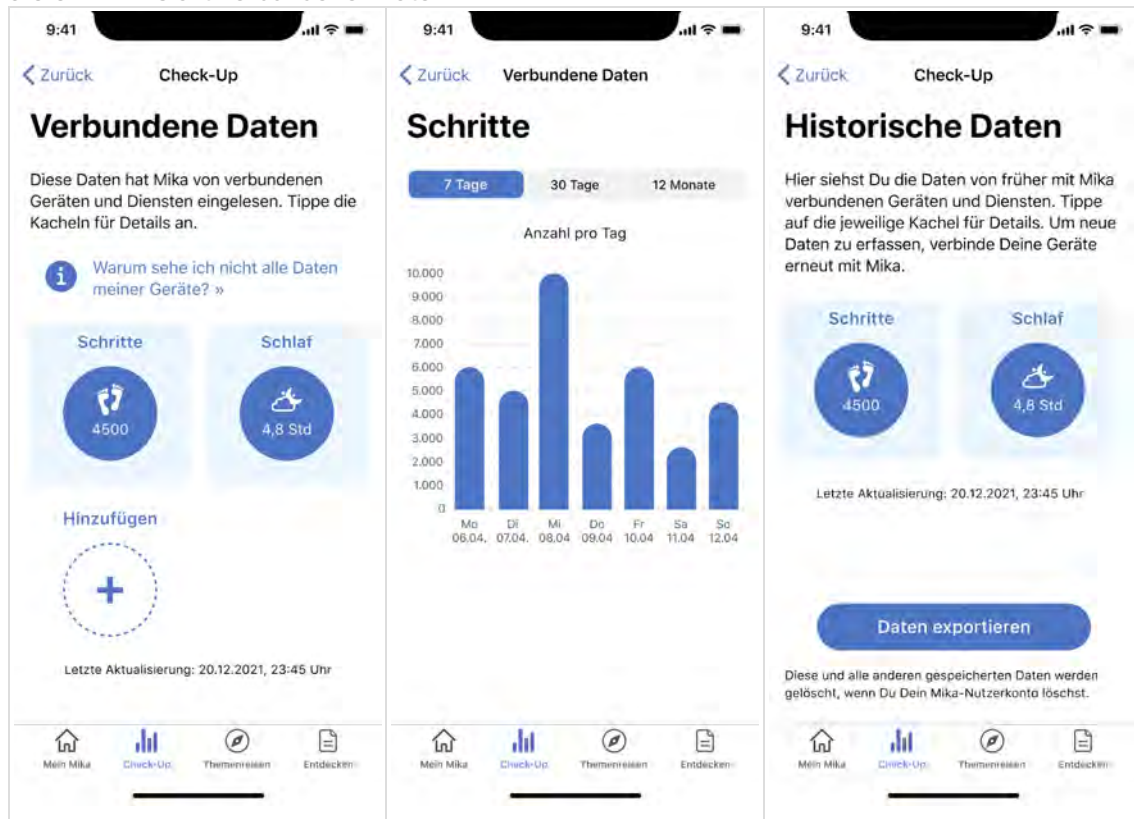 9:41
Zurück Check-Up
Verbundene Daten
Diese Daten hat Mika von verbundenen
Geräten und Diensten eingelesen. Tippe die
Kacheln für Details an.
Warum sehe ich nicht alle Daten
meiner Geräte? »
Schritte Schlaf
4500 4,8 Std
Hinzufügen
Letzte Aktualisierung: 20.12.2021, 23:45 Uhr
Mein Mika Check-Up Themenreisen Entdecken
9:41
Zurück Verbundene Daten
Schritte
7 Tage 30 Tage 12 Monate
Anzahl pro Tag
10.000
9.000
8.000
7.000
6.000
5.000
4.000
3.000
2.000
1.000
0
Mo Di Mi Do Fr Sa So
06.04. 07.04. 08.04 09.04 10.04 11.04 12.04
Mein Mika Check-Up Themenreisen Entdecken
9:41
Zurück Check-Up
Historische Daten
Hier siehst Du die Daten von früher mit Mika
verbundenen Geräten und Diensten. Tippe
auf die jeweilige Kachel für Details. Um neue
Daten zu erfassen, verbinde Deine Geräte
erneut mit Mika.
Schritte Schlaf
4500 4,8 Std
Letzte Aktualisierung: 20.12.2021, 23:45 Uhr
Daten exportieren
Diese und alle anderen gespeicherten Daten werden
gelöscht, wenn Du Dein Mika-Nutzerkonto löschst.
Mein Mika Check-Up Themenreisen Entdecken